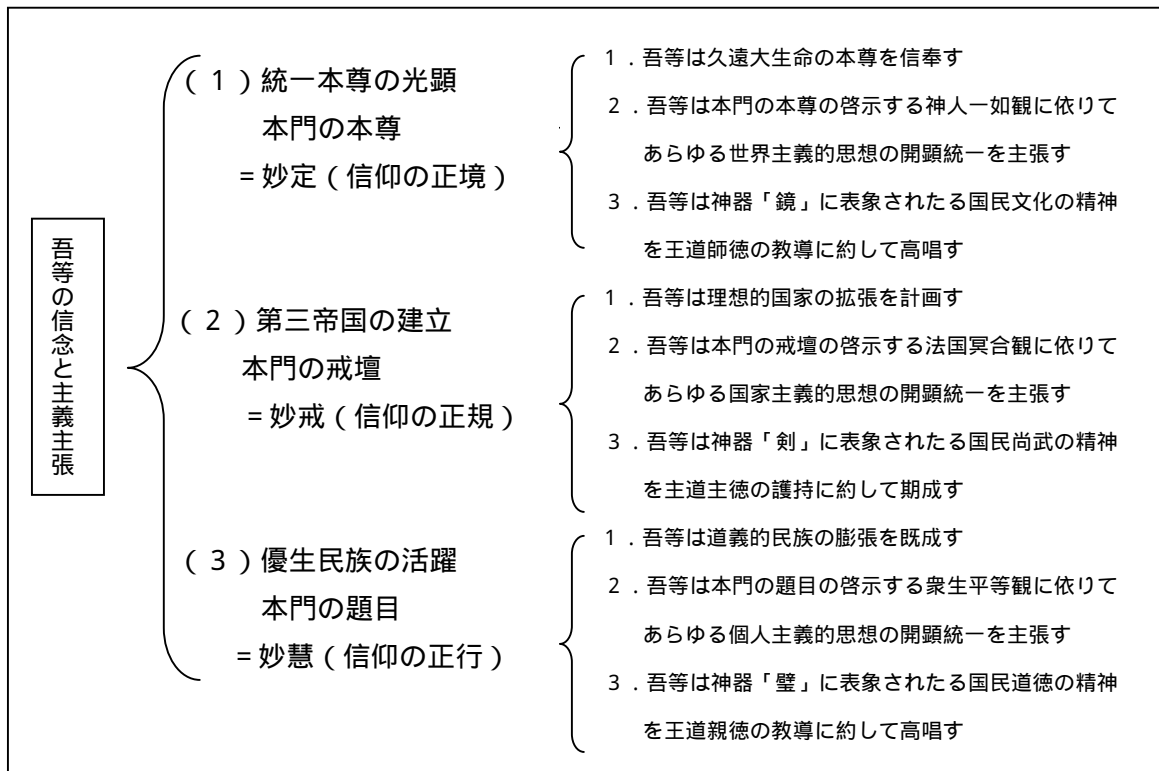 吾等の信念と主義主張
(1)統一本尊の光顕
本門の本尊
=妙定(信仰の正境)
1.吾等は久遠大生命の本尊を信奉す
2.吾等は本門の本尊の啓示する神人一如観に依りて
あらゆる世界主義的思想の開顕統一を主張す
3.吾等は神器「鏡」に表象されたる国民文化の精神
を王道師徳の教導に約して高唱す
(2)第三帝国の建立
本門の戒壇
=妙戒(信仰の正規)
1.吾等は理想的国家の拡張を計画す
2.吾等は本門の戒壇の啓示する法国冥合観に依りて
あらゆる国家主義的思想の開顕統一を主張す
3.吾等は神器「剣」に表象されたる国民尚武の精神
を主道主徳の護持に約して期成す
(3)優生民族の活躍
本門の題目
=妙慧(信仰の正行)
1.吾等は道義的民族の膨張を既成す
2.吾等は本門の題目の啓示する衆生平等観に依りて
あらゆる個人主義的思想の開顕統一を主張す
3.吾等は神器「璧」に表象されたる国民道徳の精神
を王道親徳の教導に約して高唱す